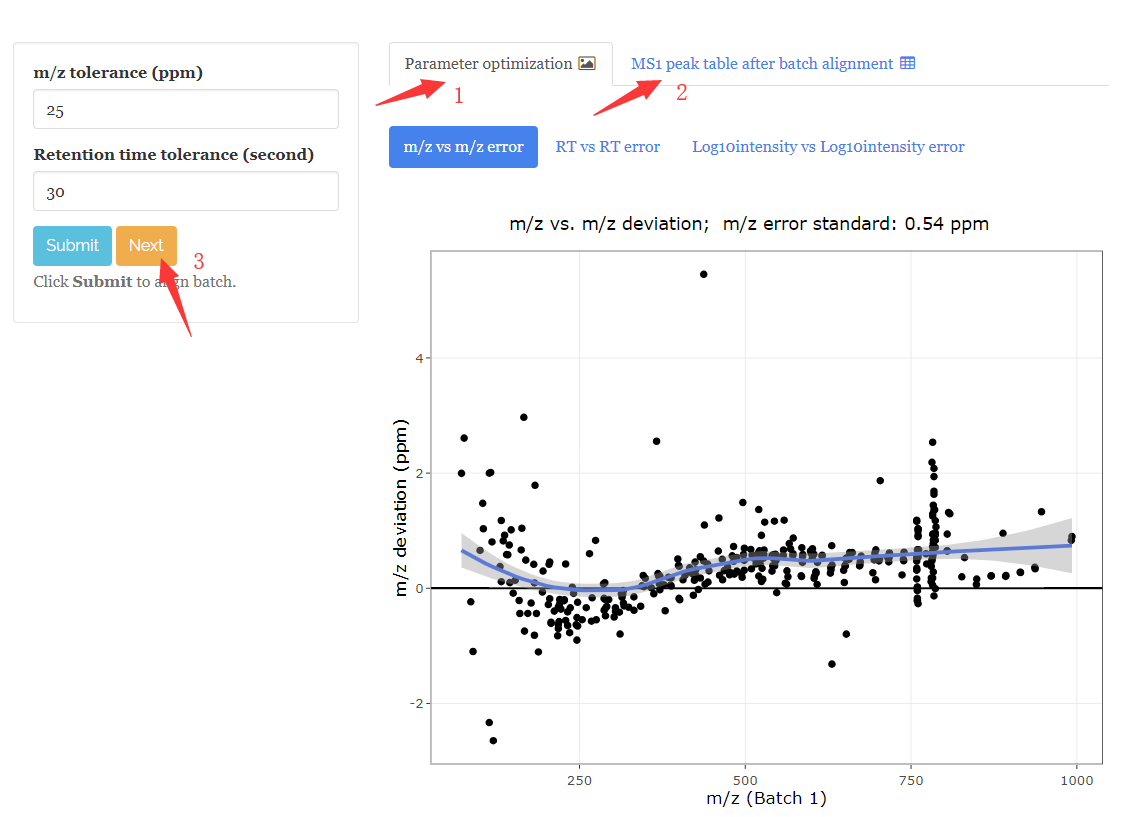 m/z tolerance (ppm)
25
Retention time tolerance (second)
30
Submit Next
3
Click Submit to align batch.
Parameter optimization MS1 peak table after batch alignment
1 2
m/z vs m/z error RT vs RT error Log10intensity vs Log10intensity error
m/z vs. m/z deviation; m/z error standard: 0.54 ppm
m/z deviation (ppm)
4
2
0
-2
250 500 750 1000
m/z (Batch 1)